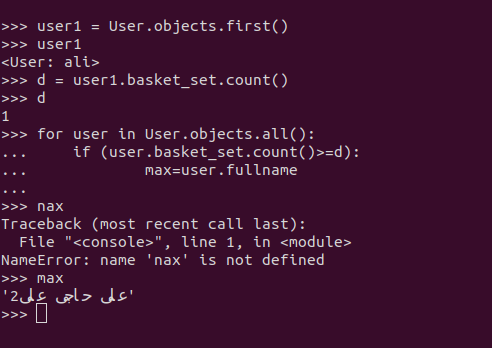 >>> user1 = User.objects.first()
>>> user1
<User: ali>
>>> d = user1.basket_set.count()
>>> d
1
>>> for user in User.objects.all():
...     if (user.basket_set.count()>=d):
...             max=user.fullname
...
>>> nax
Traceback (most recent call last):
  File "<console>", line 1, in <module>
NameError: name 'nax' is not defined
>>> max
'علی حاجی علی2'
>>>